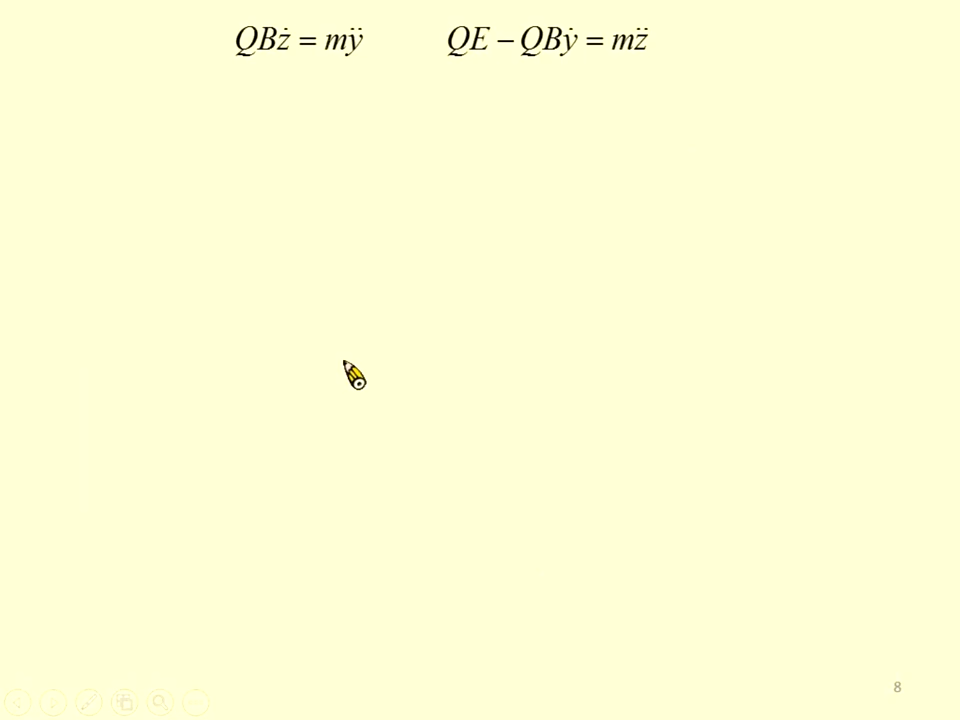 QBż = mÿ QE − QBẏ = mz̈
8